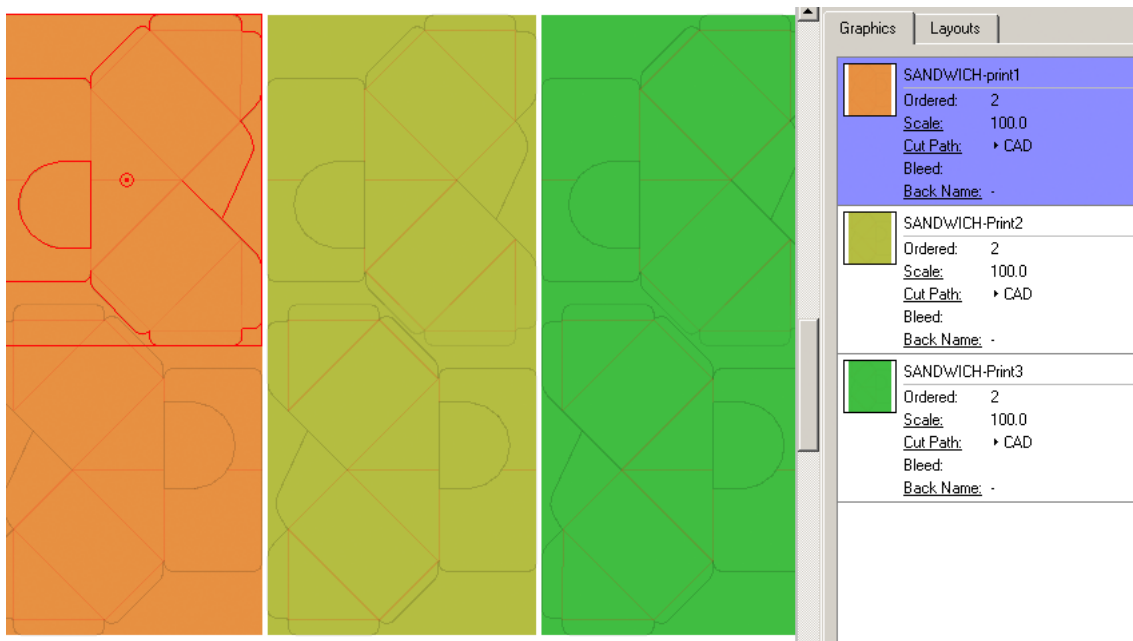 Graphics Layouts
SANDWICH-print1
Ordered: 2
Scale: 100.0
Cut Path: ‣ CAD
Bleed:
Back Name: -
SANDWICH-Print2
Ordered: 2
Scale: 100.0
Cut Path: ‣ CAD
Bleed:
Back Name: -
SANDWICH-Print3
Ordered: 2
Scale: 100.0
Cut Path: ‣ CAD
Bleed:
Back Name: -